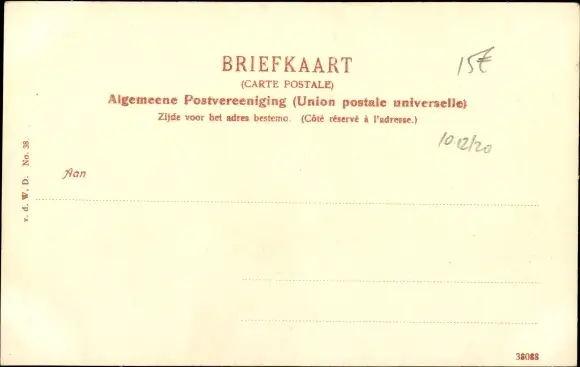 BRIEFKAART
15€
(CARTE POSTALE)
Algemeene Postvereeniging (Union postale universelle)
Zijde voor het adres bestemd. (Côté réservé à l'adresse.)
10/12/20
v. d. W. D. No. 38
Aan
38088